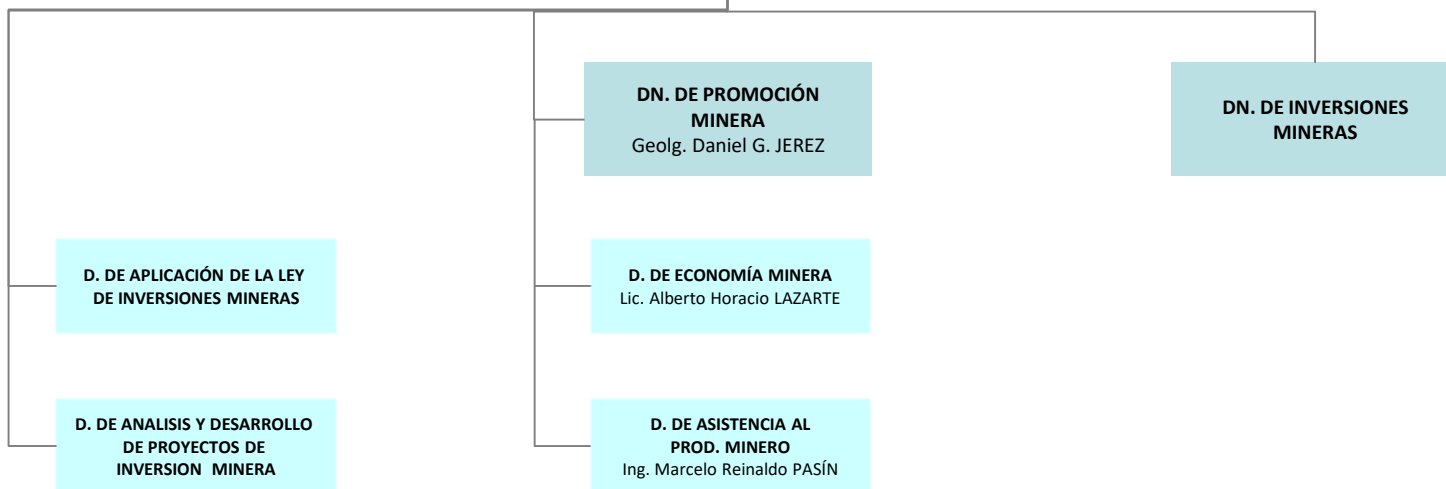 DN. DE PROMOCIÓN
MINERA
Geolg. Daniel G. JEREZ
DN. DE INVERSIONES
MINERAS
D. DE APLICACIÓN DE LA LEY
DE INVERSIONES MINERAS
D. DE ECONOMÍA MINERA
Lic. Alberto Horacio LAZARTE
D. DE ANALISIS Y DESARROLLO
DE PROYECTOS DE
INVERSION MINERA
D. DE ASISTENCIA AL
PROD. MINERO
Ing. Marcelo Reinaldo PASÍN